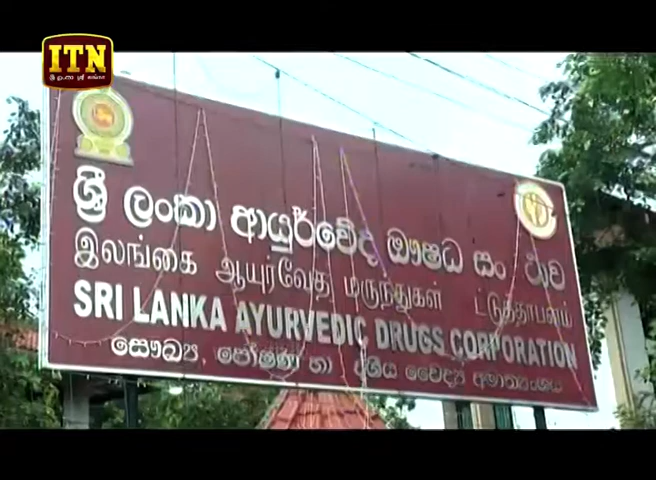 ITN
ශ්‍රී ලංකා ආයුර්වේද ඖෂධ සංස්ථාව
இலங்கை ஆயுர்வேத மருந்துகள் கூட்டுத்தாபனம்
SRI LANKA AYURVEDIC DRUGS CORPORATION
සෞඛ්‍ය, පෝෂණ හා දේශීය වෛද්‍ය අමාත්‍යාංශය